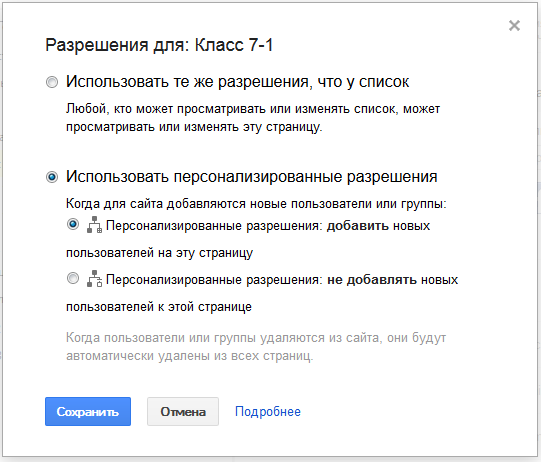 Разрешения для: Класс 7-1
Использовать те же разрешения, что у список
Любой, кто может просматривать или изменять список, может
просматривать или изменять эту страницу.
Использовать персонализированные разрешения
Когда для сайта добавляются новые пользователи или группы:
Персонализированные разрешения: добавить новых
пользователей на эту страницу
Персонализированные разрешения: не добавлять новых
пользователей к этой странице
Когда пользователи или группы удаляются из сайта, они будут
автоматически удалены из всех страниц.
Сохранить Отмена Подробнее